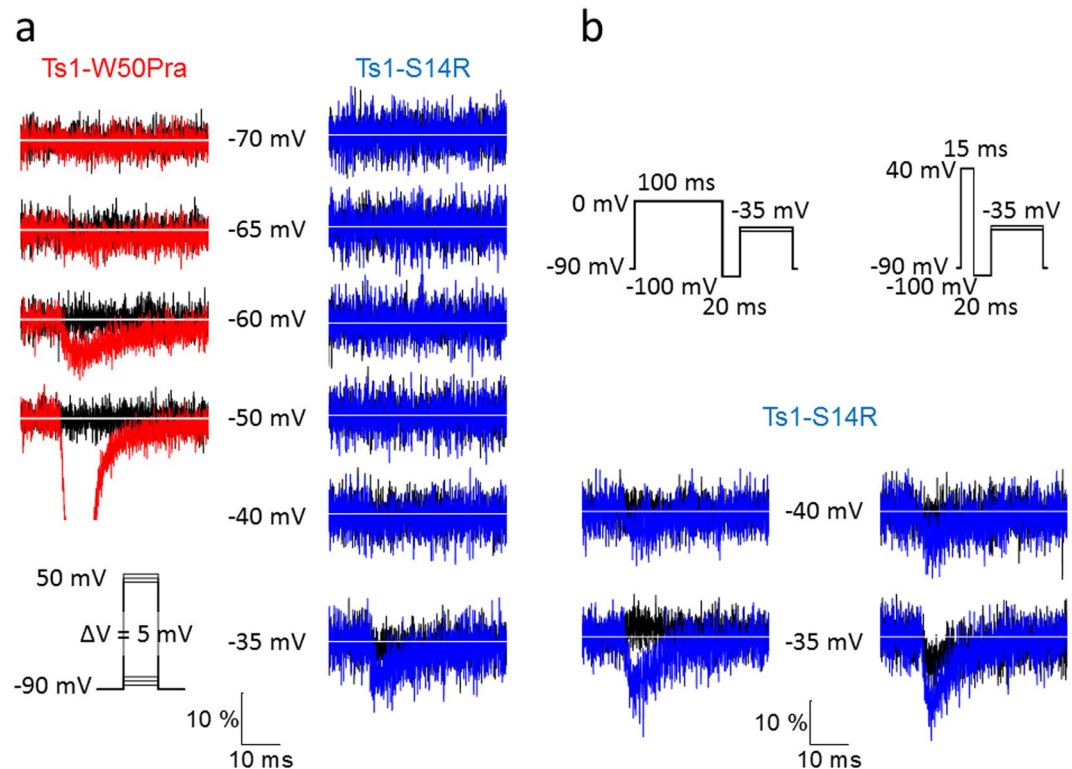 a
Ts1-W50Pra
Ts1-S14R
-70 mV
-65 mV
-60 mV
-50 mV
-40 mV
-35 mV
50 mV
ΔV = 5 mV
-90 mV
10 %
10 ms
b
100 ms
0 mV
-35 mV
-90 mV
-100 mV
20 ms
15 ms
40 mV
-35 mV
-90 mV
-100 mV
20 ms
Ts1-S14R
-40 mV
-35 mV
10 %
10 ms